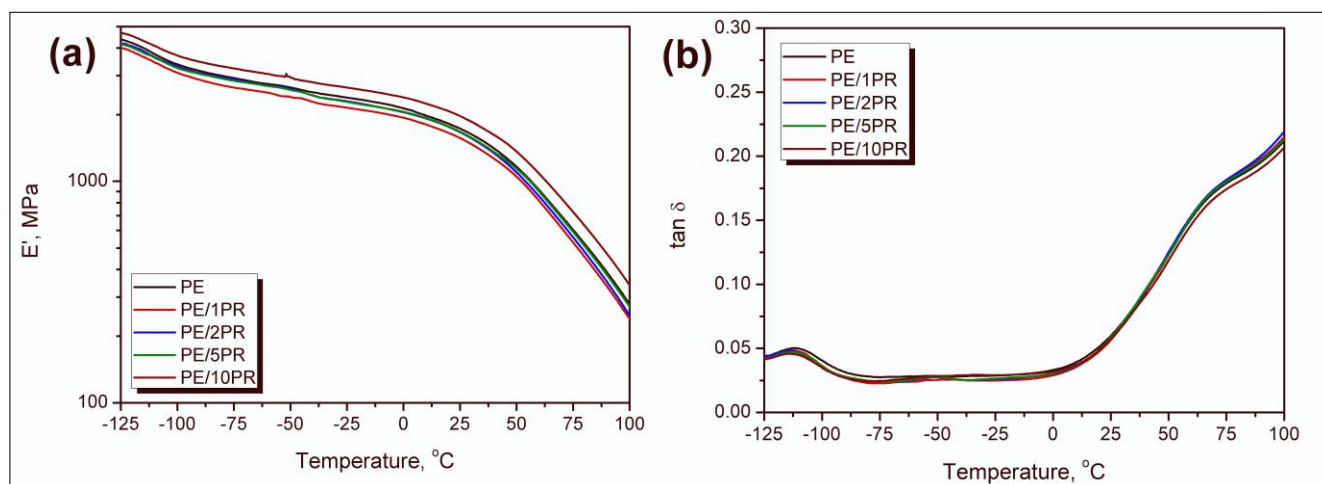 (a)
E', MPa
1000
100
PE
PE/1PR
PE/2PR
PE/5PR
PE/10PR
-125 -100 -75 -50 -25 0 25 50 75 100
Temperature, °C
(b)
tan δ
0.30
0.25
0.20
0.15
0.10
0.05
0.00
PE
PE/1PR
PE/2PR
PE/5PR
PE/10PR
-125 -100 -75 -50 -25 0 25 50 75 100
Temperature, °C